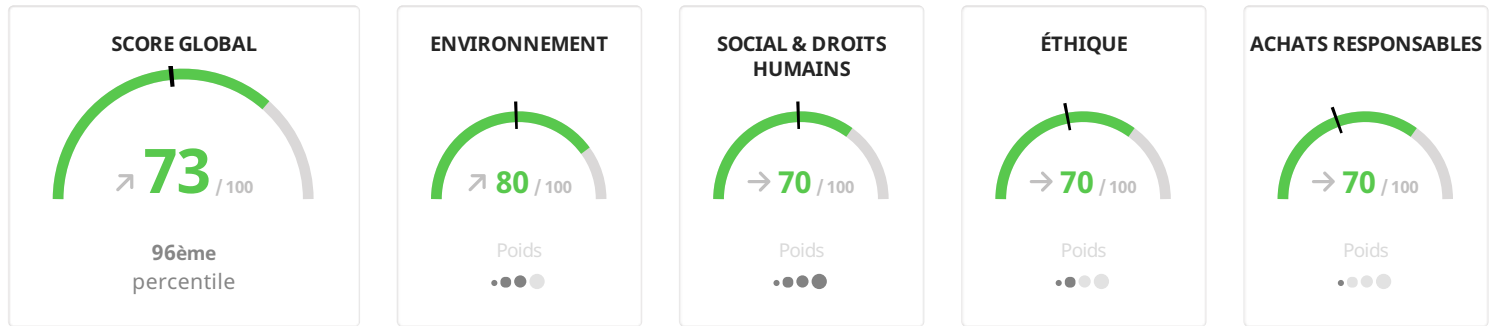 SCORE GLOBAL
73 / 100
96ème
percentile
ENVIRONNEMENT
80 / 100
Poids
SOCIAL & DROITS
HUMAINS
70 / 100
Poids
ÉTHIQUE
70 / 100
Poids
ACHATS RESPONSABLES
70 / 100
Poids